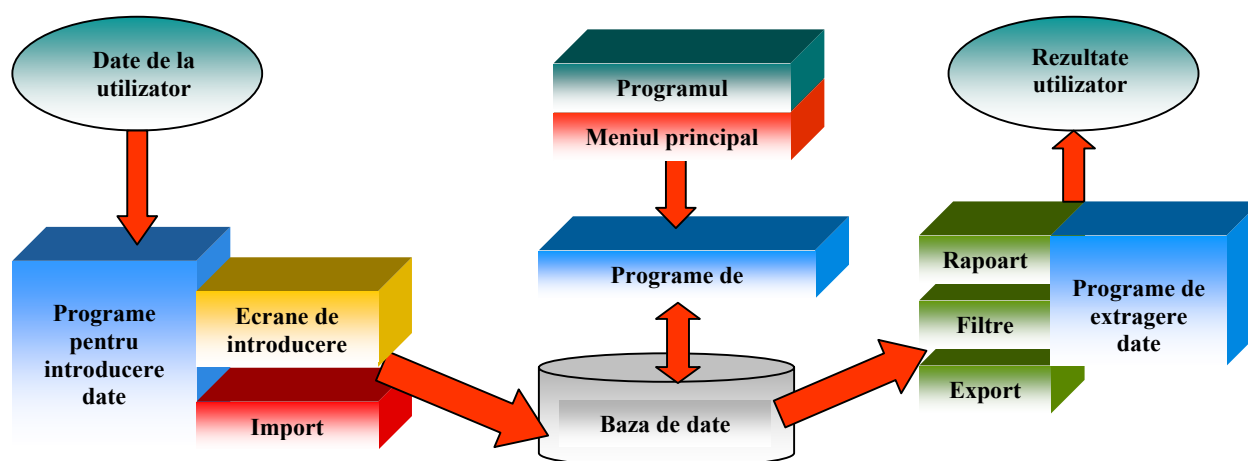 Date de la
utilizator
Programul
Meniul principal
Rezultate
utilizator
Programe
pentru
introducere
date
Ecrane de
introducere
Import
Programe de
Baza de date
Rapoart
Filtre
Export
Programe de
extragere
date